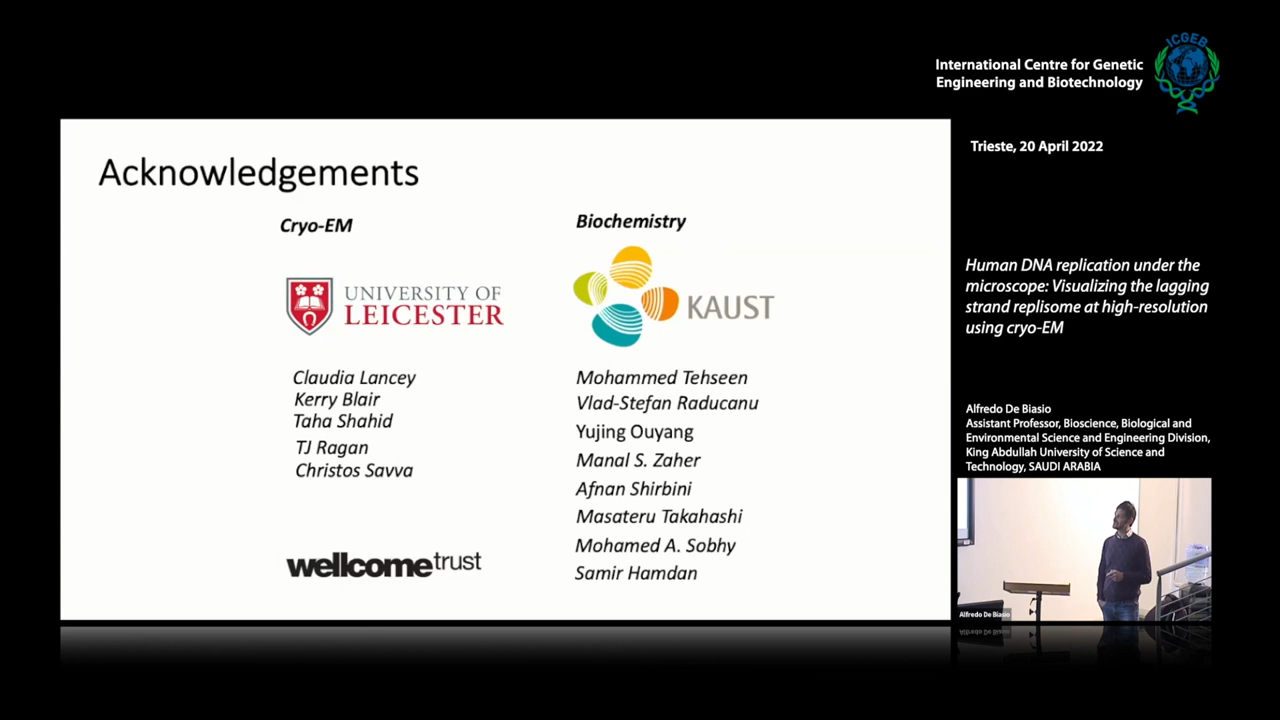 ICGEB
International Centre for Genetic
Engineering and Biotechnology
Trieste, 20 April 2022
Acknowledgements
Cryo-EM
Biochemistry
UNIVERSITY OF
LEICESTER
KAUST
Claudia Lancey
Kerry Blair
Taha Shahid
TJ Ragan
Christos Savva
wellcometrust
Mohammed Tehseen
Vlad-Stefan Raducanu
Yujing Ouyang
Manal S. Zaher
Afnan Shirbini
Masateru Takahashi
Mohamed A. Sobhy
Samir Hamdan
Human DNA replication under the
microscope: Visualizing the lagging
strand replisome at high-resolution
using cryo-EM
Alfredo De Biasio
Assistant Professor, Bioscience, Biological and
Environmental Science and Engineering Division,
King Abdullah University of Science and
Technology, SAUDI ARABIA
Alfredo De Biasio